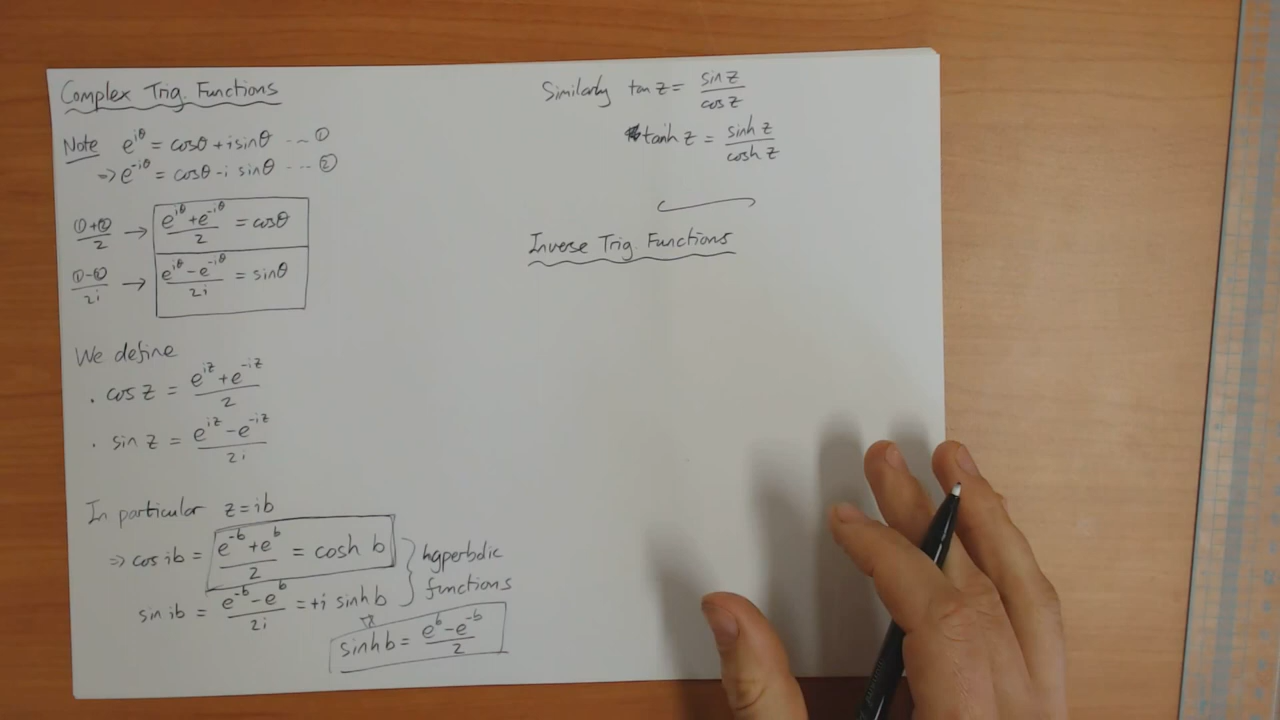 Complex Trig. Functions
Note e^{iθ} = cosθ + i sinθ ... ①
⇒ e^{-iθ} = cosθ - i sinθ ... ②
(①+②)/2 → (e^{iθ} + e^{-iθ})/2 = cosθ
(①-②)/2i → (e^{iθ} - e^{-iθ})/2i = sinθ
We define
• cos z = (e^{iz} + e^{-iz})/2
• sin z = (e^{iz} - e^{-iz})/2i
In particular z = ib
⇒ cos ib = (e^{-b} + e^{b})/2 = cosh b
sin ib = (e^{-b} - e^{b})/2i = +i sinh b
hyperbolic
functions
sinh b = (e^{b} - e^{-b})/2
Similarly tan z = sin z/cos z
tanh z = sinh z/cosh z
Inverse Trig. Functions